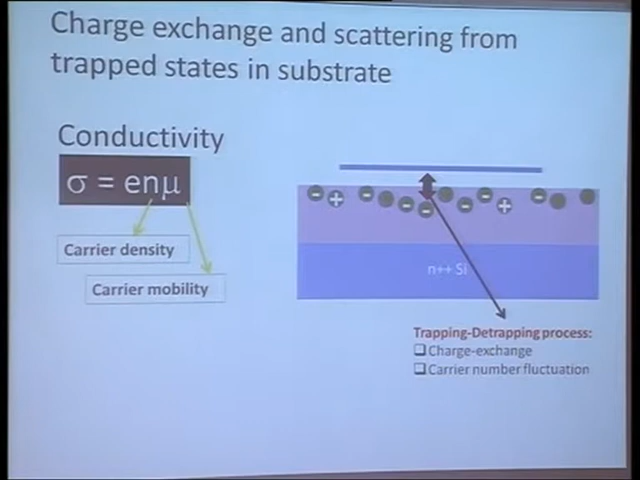 Charge exchange and scattering from
trapped states in substrate
Conductivity
σ = enμ
Carrier density
Carrier mobility
n++ Si
Trapping-Detrapping process:
Charge-exchange
Carrier number fluctuation